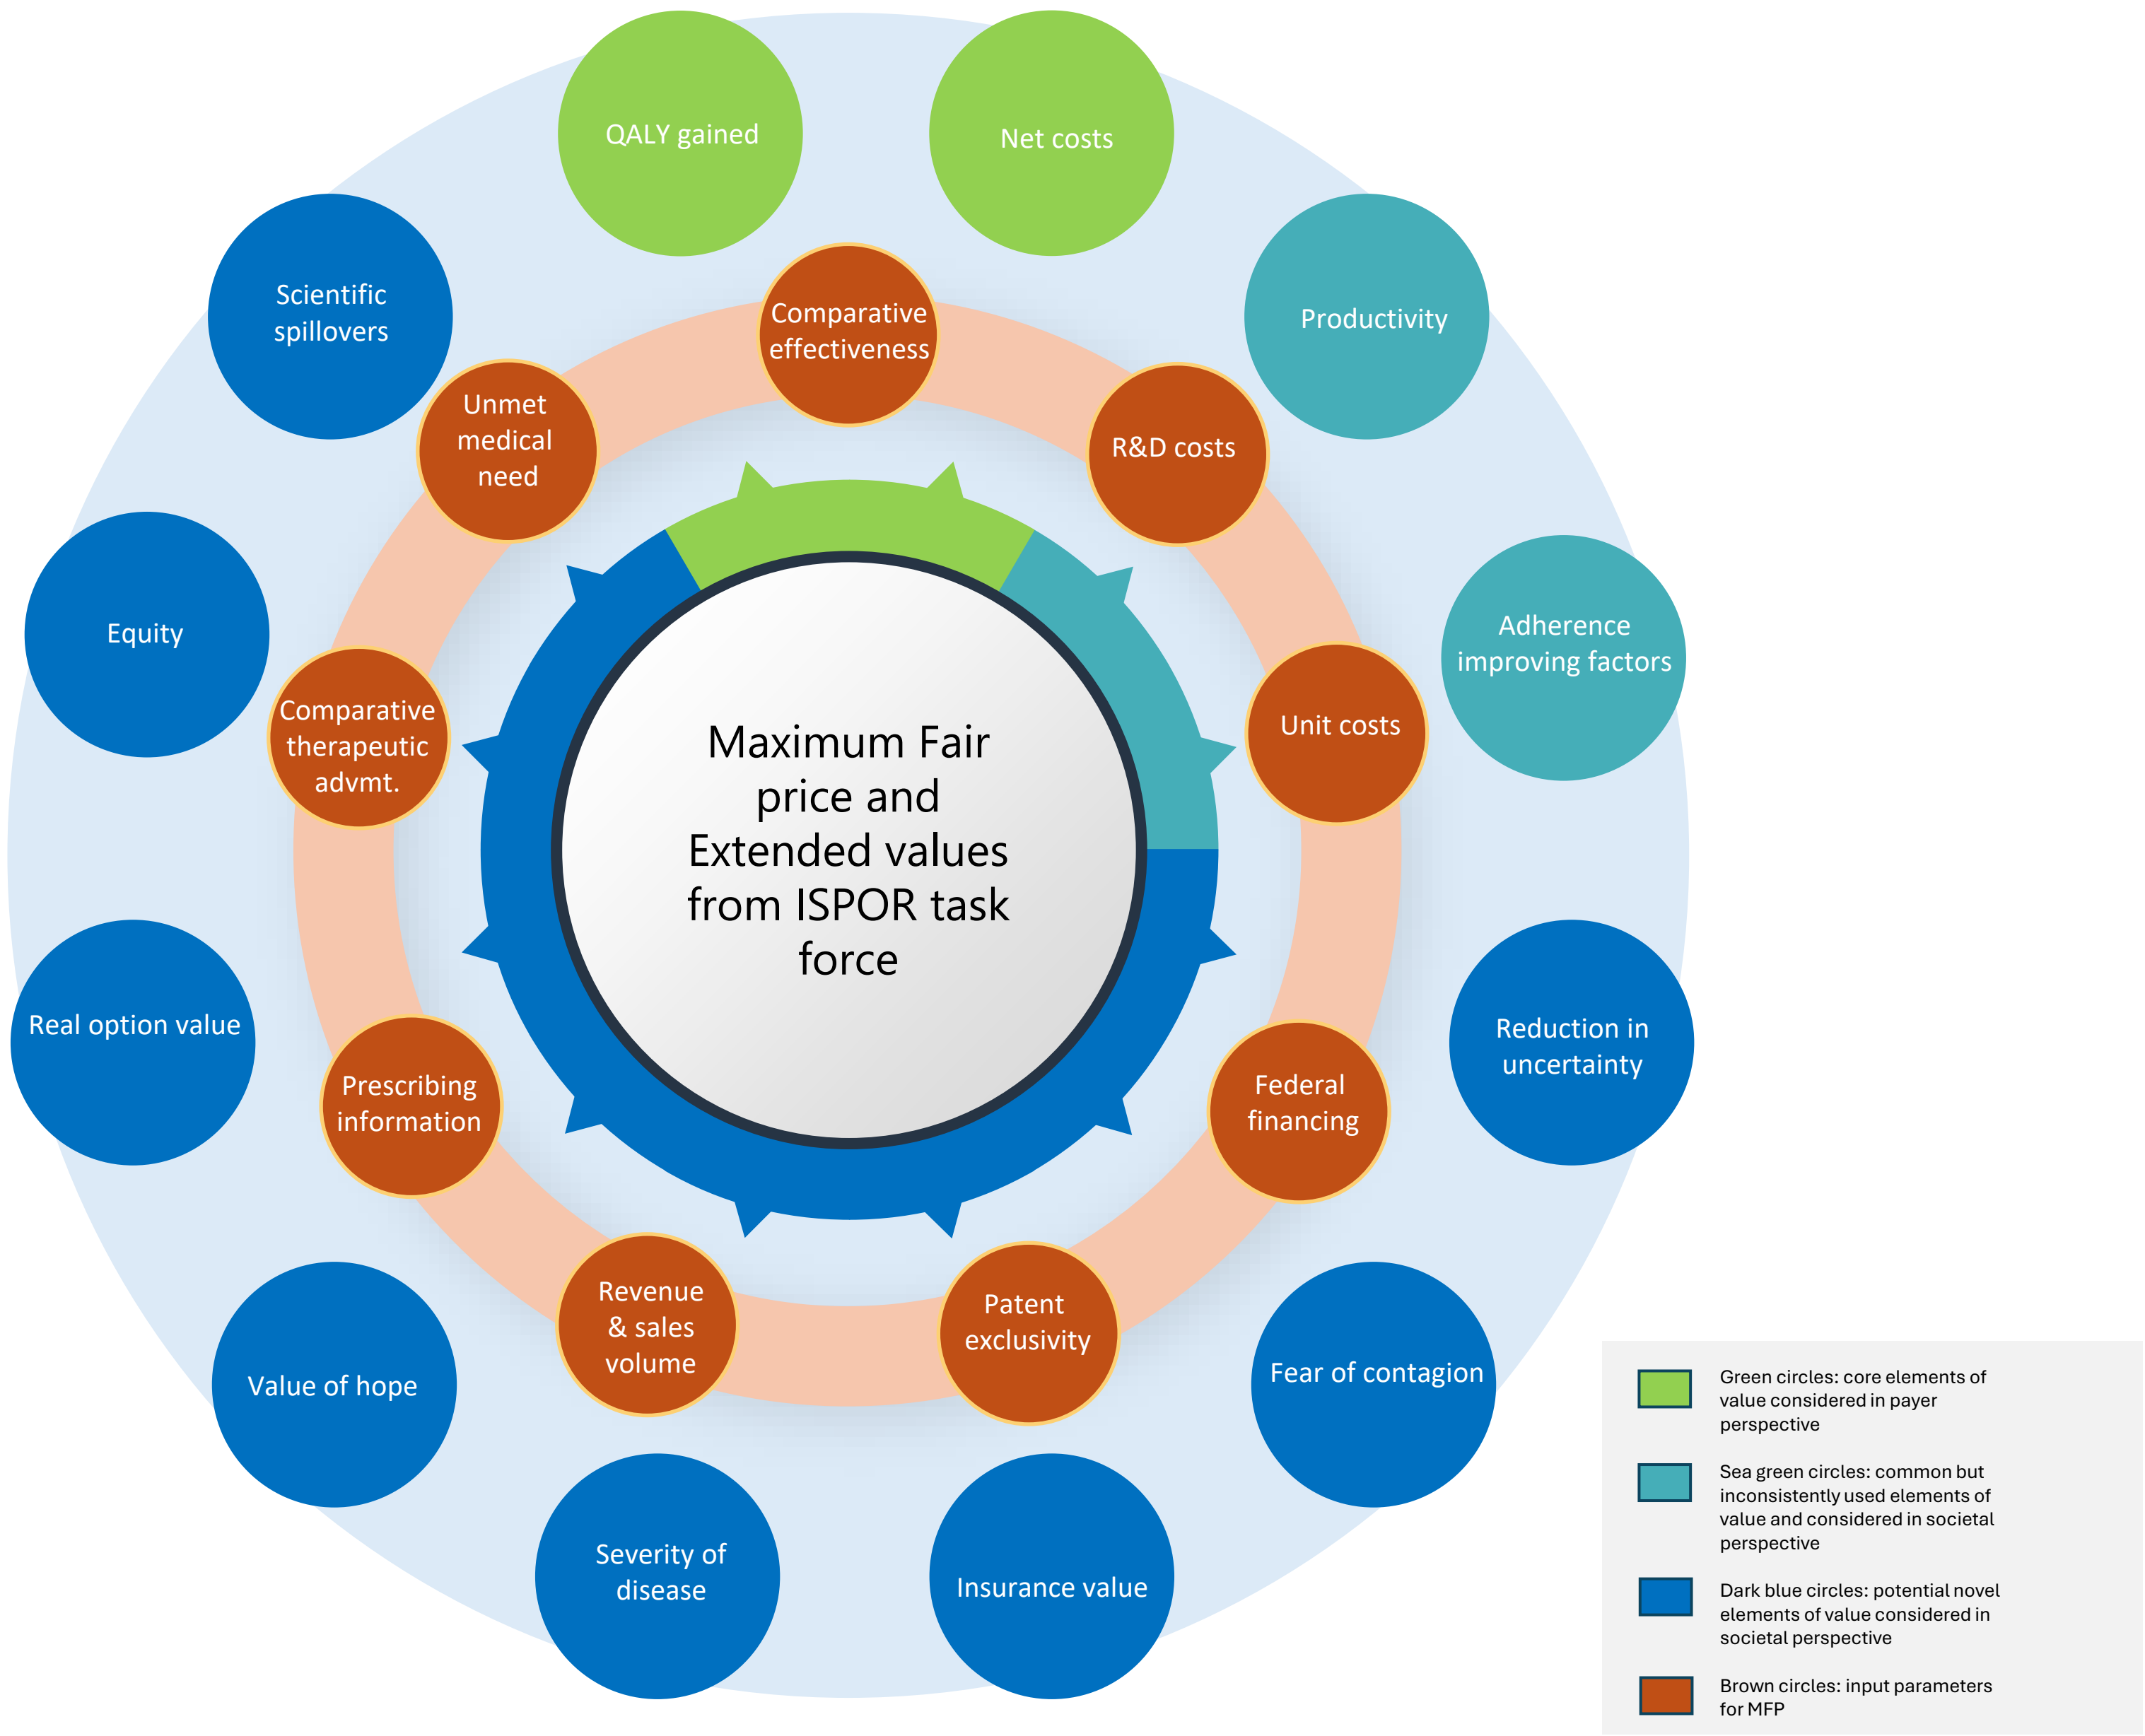 QALY gained
Net costs
Scientific
spillovers
Productivity
Comparative
effectiveness
Unmet
medical
need
R&D costs
Equity
Adherence
improving factors
Comparative
therapeutic
advmt.
Unit costs
Maximum Fair
price and
Extended values
from ISPOR task
force
Real option value
Reduction in
uncertainty
Prescribing
information
Federal
financing
Revenue
& sales
volume
Patent
exclusivity
Value of hope
Fear of contagion
Severity of
disease
Insurance value
Green circles: core elements of
value considered in payer
perspective
Sea green circles: common but
inconsistently used elements of
value and considered in societal
perspective
Dark blue circles: potential novel
elements of value considered in
societal perspective
Brown circles: input parameters
for MFP